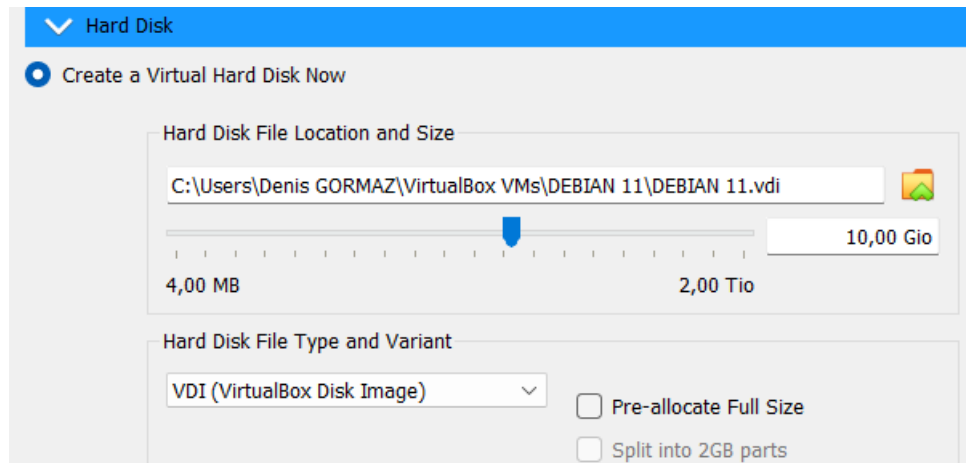 Hard Disk
Create a Virtual Hard Disk Now
Hard Disk File Location and Size
C:\Users\Denis GORMAZ\VirtualBox VMs\DEBIAN 11\DEBIAN 11.vdi
10,00 Gio
4,00 MB 2,00 Tio
Hard Disk File Type and Variant
VDI (VirtualBox Disk Image)
Pre-allocate Full Size
Split into 2GB parts